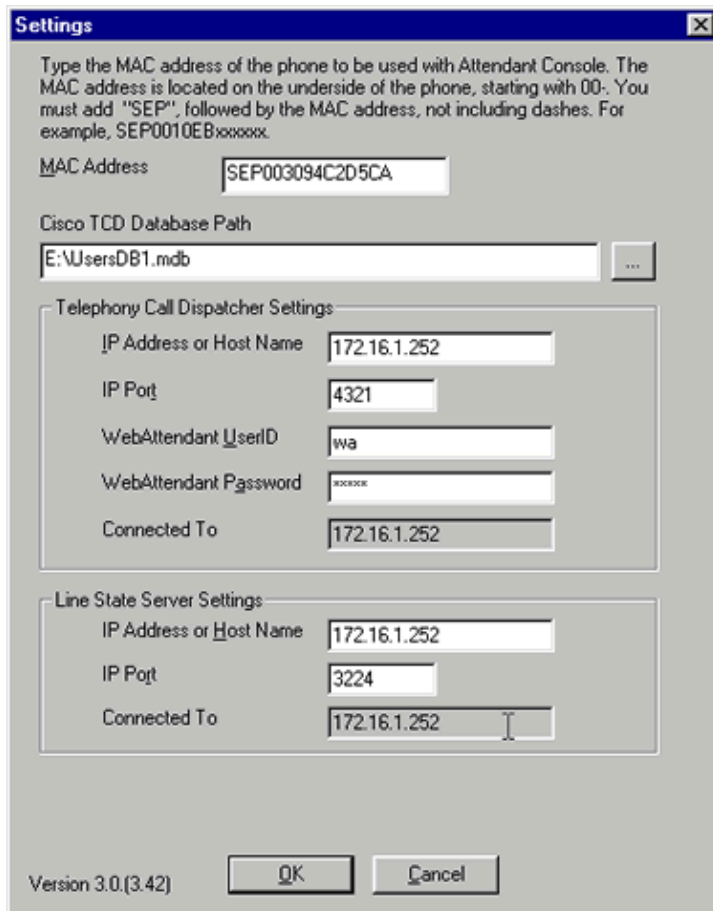 Settings
Type the MAC address of the phone to be used with Attendant Console. The
MAC address is located on the underside of the phone, starting with 00-. You
must add "SEP", followed by the MAC address, not including dashes. For
example, SEP0010EBxxxxxx.
MAC Address SEP003094C2D5CA
Cisco TCD Database Path
E:\UsersDB1.mdb ...
Telephony Call Dispatcher Settings
IP Address or Host Name 172.16.1.252
IP Port 4321
WebAttendant UserID wa
WebAttendant Password xxxxx
Connected To 172.16.1.252
Line State Server Settings
IP Address or Host Name 172.16.1.252
IP Port 3224
Connected To 172.16.1.252
Version 3.0.(3.42) OK Cancel